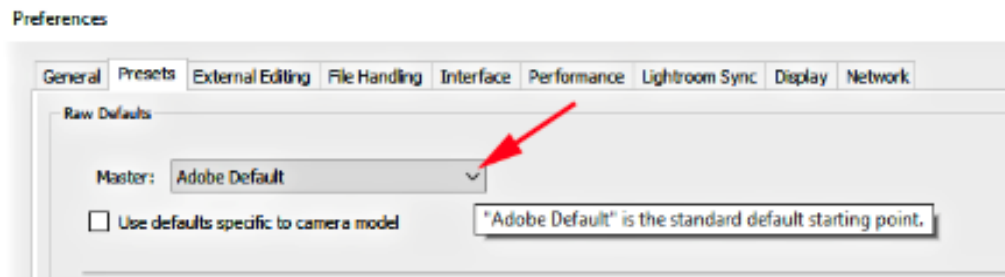 Preferences
General Presets External Editing File Handling Interface Performance Lightroom Sync Display Network
Raw Defaults
Master: Adobe Default
Use defaults specific to camera model
"Adobe Default" is the standard default starting point.